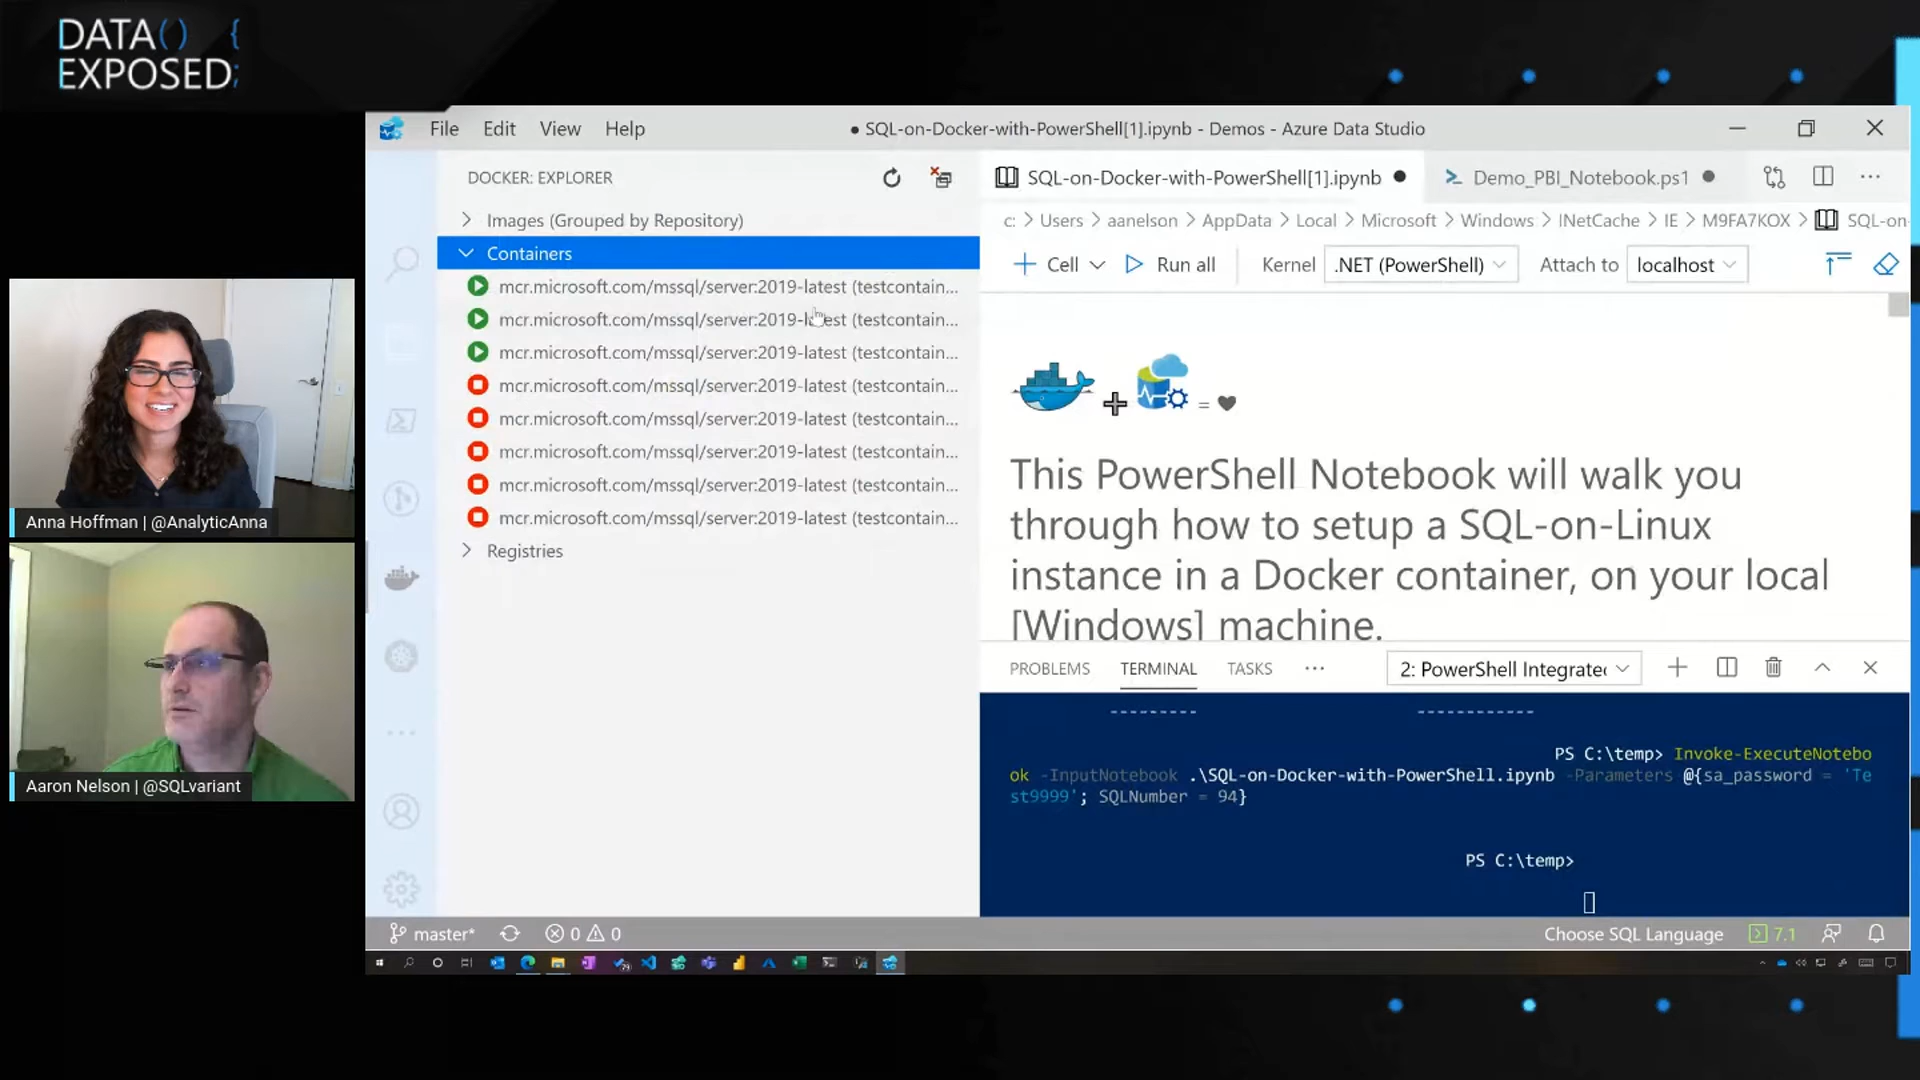 DATA() {
EXPOSED;
File Edit View Help
● SQL-on-Docker-with-PowerShell[1].ipynb - Demos - Azure Data Studio
DOCKER: EXPLORER
SQL-on-Docker-with-PowerShell[1].ipynb ●
Demo_PBI_Notebook.ps1 ●
Images (Grouped by Repository)
c: > Users > aanelson > AppData > Local > Microsoft > Windows > INetCache > IE > M9FA7KOX > SQL-on
Containers
+ Cell Run all Kernel .NET (PowerShell) Attach to localhost
mcr.microsoft.com/mssql/server:2019-latest (testcontain...
mcr.microsoft.com/mssql/server:2019-latest (testcontain...
mcr.microsoft.com/mssql/server:2019-latest (testcontain...
mcr.microsoft.com/mssql/server:2019-latest (testcontain...
mcr.microsoft.com/mssql/server:2019-latest (testcontain...
mcr.microsoft.com/mssql/server:2019-latest (testcontain...
mcr.microsoft.com/mssql/server:2019-latest (testcontain...
mcr.microsoft.com/mssql/server:2019-latest (testcontain...
Registries
+ = ♥
This PowerShell Notebook will walk you
through how to setup a SQL-on-Linux
instance in a Docker container, on your local
[Windows] machine.
PROBLEMS TERMINAL TASKS ··· 2: PowerShell Integrate
--------- ------------
PS C:\temp> Invoke-ExecuteNotebo
ok -InputNotebook .\SQL-on-Docker-with-PowerShell.ipynb -Parameters @{sa_password = 'Te
st9999'; SQLNumber = 94}
PS C:\temp>
Anna Hoffman | @AnalyticAnna
Aaron Nelson | @SQLvariant
master* 0 0 Choose SQL Language 7.1